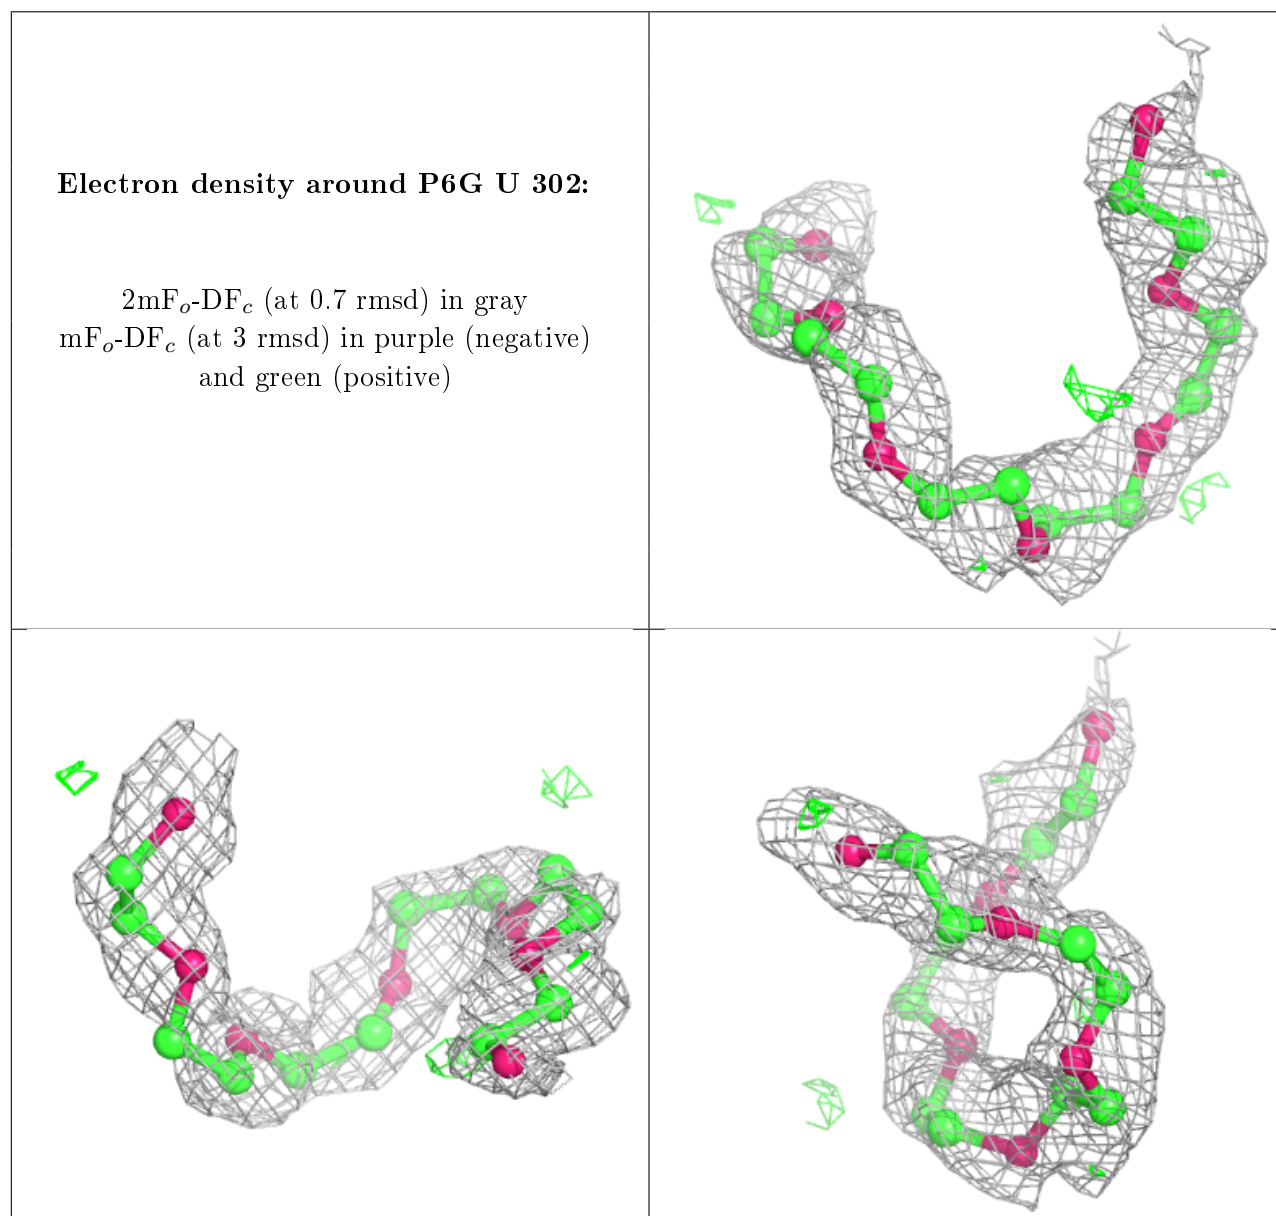 Electron density around P6G U 302:
2mFo-DFc (at 0.7 rmsd) in gray
mFo-DFc (at 3 rmsd) in purple (negative)
and green (positive)